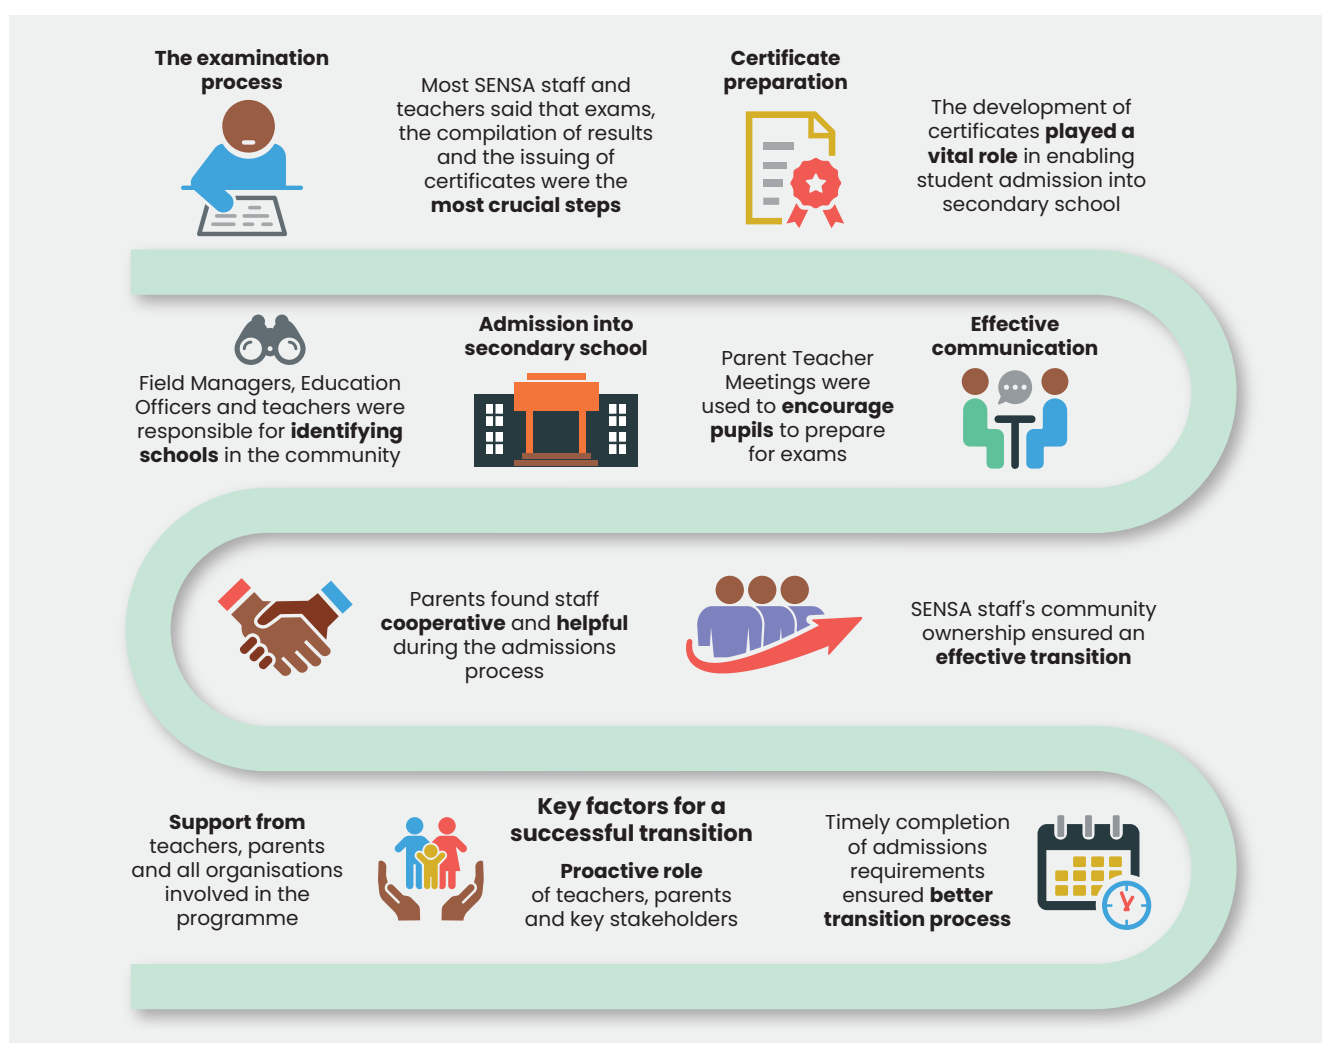 The examination
process
Most SENSA staff and
teachers said that exams,
the compilation of results
and the issuing of
certificates were the
most crucial steps
Certificate
preparation
The development of
certificates played a
vital role in enabling
student admission into
secondary school
Field Managers, Education
Officers and teachers were
responsible for identifying
schools in the community
Admission into
secondary school
Parent Teacher
Meetings were
used to encourage
pupils to prepare
for exams
Effective
communication
Parents found staff
cooperative and helpful
during the admissions
process
SENSA staff's community
ownership ensured an
effective transition
Support from
teachers, parents
and all organisations
involved in the
programme
Key factors for a
successful transition
Proactive role
of teachers, parents
and key stakeholders
Timely completion
of admissions
requirements
ensured better
transition process